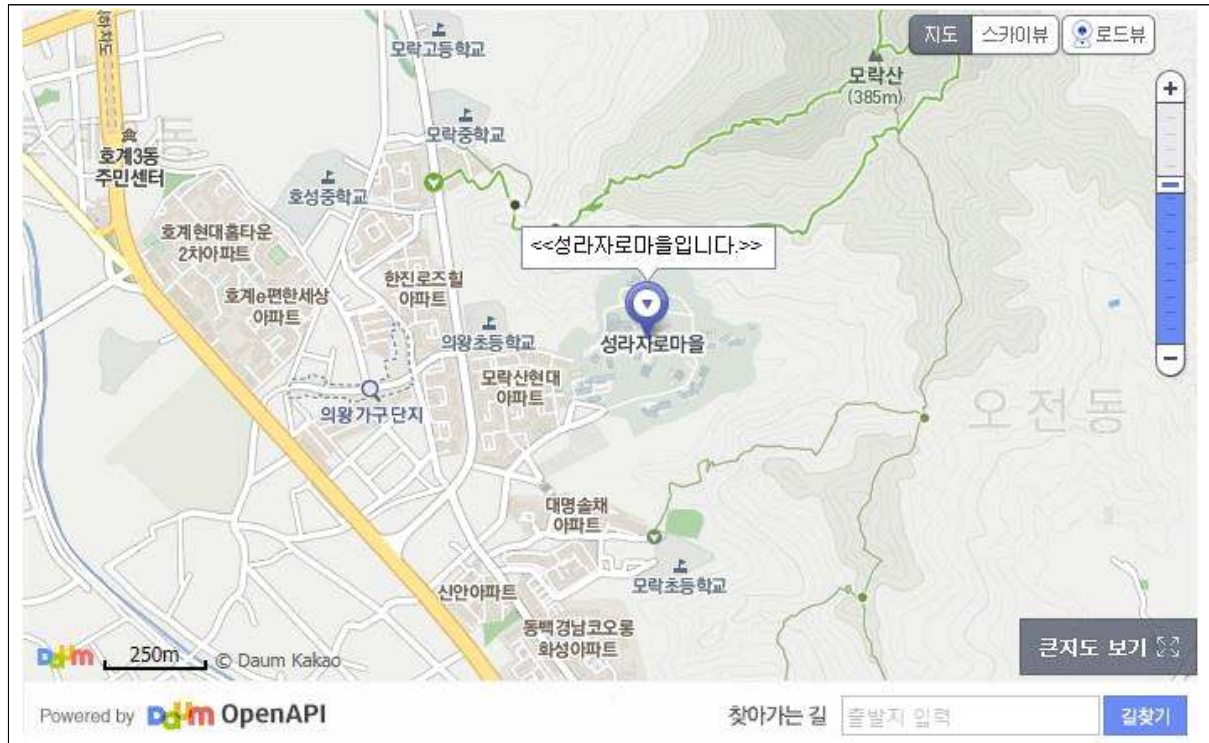 모락고등학교
지도
스카이뷰
로드뷰
모락산
(385m)
모락중학교
호계3동
주민센터
호성중학교
호계현대홈타운
2차아파트
<<성라자로마을입니다.>>
한진로즈힐
아파트
호계e편한세상
아파트
의왕초등학교
성라자로마을
모락산현대
아파트
의왕가구단지
오전동
대명솔채
아파트
모락초등학교
신안아파트
동백경남코오롱
화성아파트
큰지도 보기
Daum 250m © Daum Kakao
Powered by Daum OpenAPI
찾아가는 길 출발지 입력 길찾기